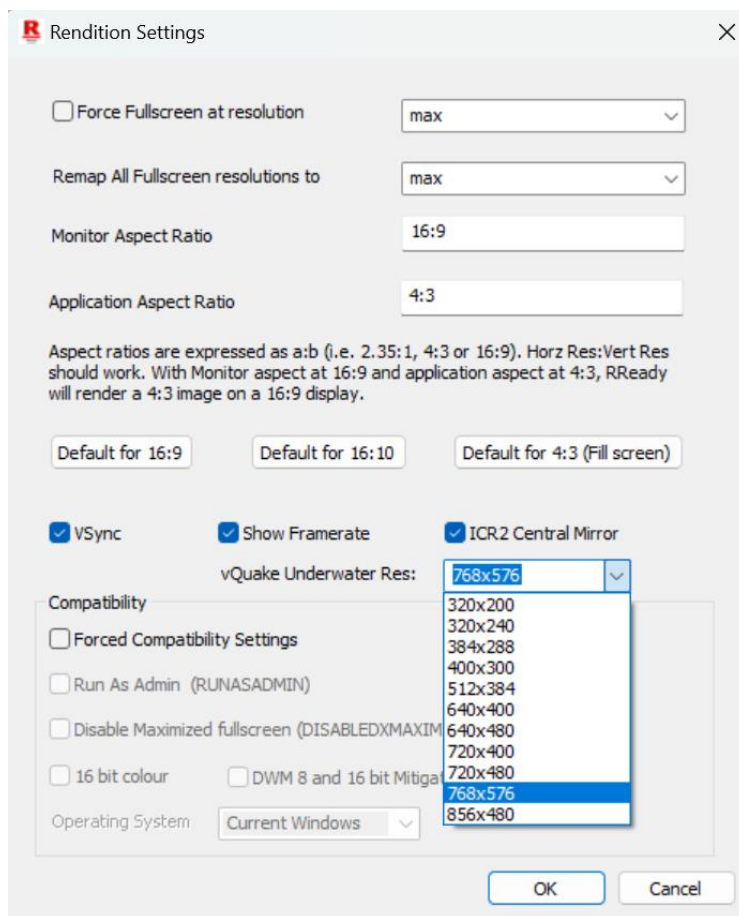 R Rendition Settings
Force Fullscreen at resolution max
Remap All Fullscreen resolutions to max
Monitor Aspect Ratio 16:9
Application Aspect Ratio 4:3
Aspect ratios are expressed as a:b (i.e. 2.35:1, 4:3 or 16:9). Horz Res:Vert Res
should work. With Monitor aspect at 16:9 and application aspect at 4:3, RReady
will render a 4:3 image on a 16:9 display.
Default for 16:9 Default for 16:10 Default for 4:3 (Fill screen)
VSync Show Framerate ICR2 Central Mirror
vQuake Underwater Res: 768x576
320x200
320x240
384x288
400x300
512x384
640x400
640x480
720x400
720x480
768x576
856x480
Compatibility
Forced Compatibility Settings
Run As Admin (RUNASADMIN)
Disable Maximized fullscreen (DISABLEDXMAXIM
16 bit colour DWM 8 and 16 bit Mitigat
Operating System Current Windows
OK Cancel